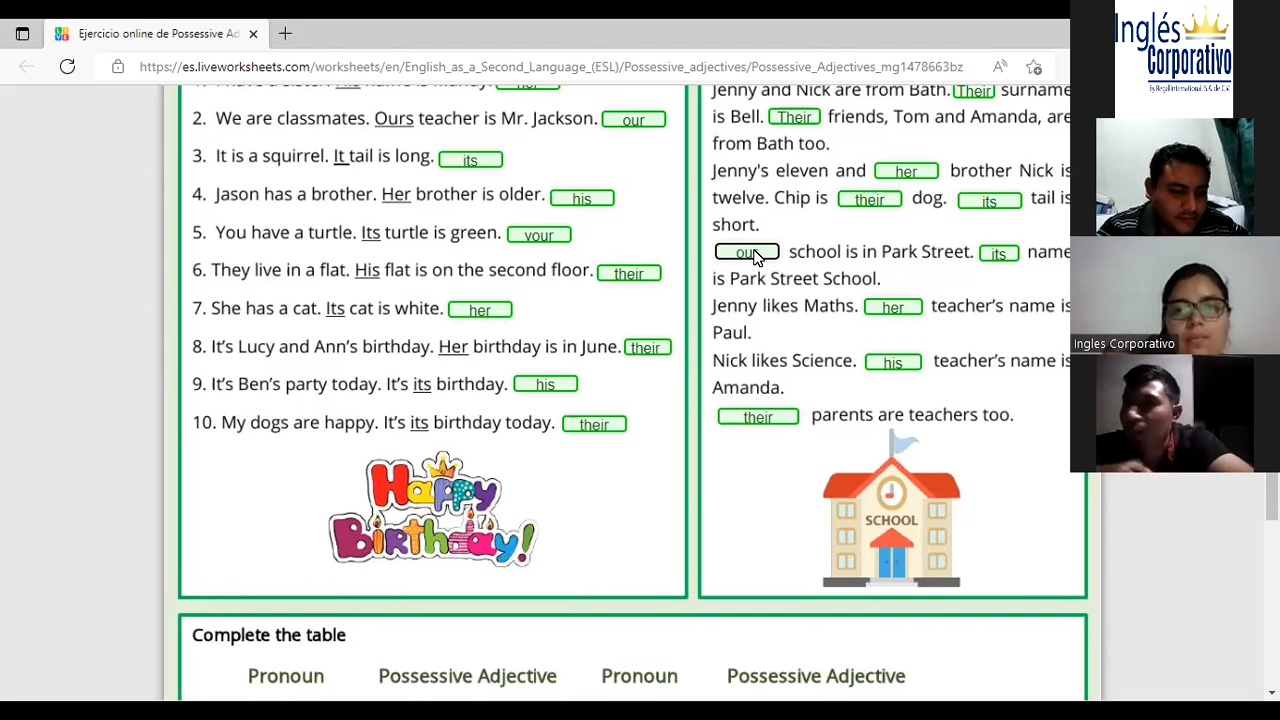 Ejercicio online de Possessive Ad
https://es.liveworksheets.com/worksheets/en/English_as_a_Second_Language_(ESL)/Possessive_adjectives/Possessive_Adjectives_mg1478663bz
Inglés
Corporativo
By Regal International, S.A. de C.V.
Ingles Corporativo
2. We are classmates. Ours teacher is Mr. Jackson. our
3. It is a squirrel. It tail is long. its
4. Jason has a brother. Her brother is older. his
5. You have a turtle. Its turtle is green. your
6. They live in a flat. His flat is on the second floor. their
7. She has a cat. Its cat is white. her
8. It's Lucy and Ann's birthday. Her birthday is in June. their
9. It's Ben's party today. It's its birthday. his
10. My dogs are happy. It's its birthday today. their
Happy
Birthday!
Jenny and Nick are from Bath. Their surname
is Bell. Their friends, Tom and Amanda, are
from Bath too.
Jenny's eleven and her brother Nick is
twelve. Chip is their dog. its tail is
short.
our school is in Park Street. its name
is Park Street School.
Jenny likes Maths. her teacher's name is
Paul.
Nick likes Science. his teacher's name is
Amanda.
their parents are teachers too.
SCHOOL
Complete the table
Pronoun Possessive Adjective Pronoun Possessive Adjective